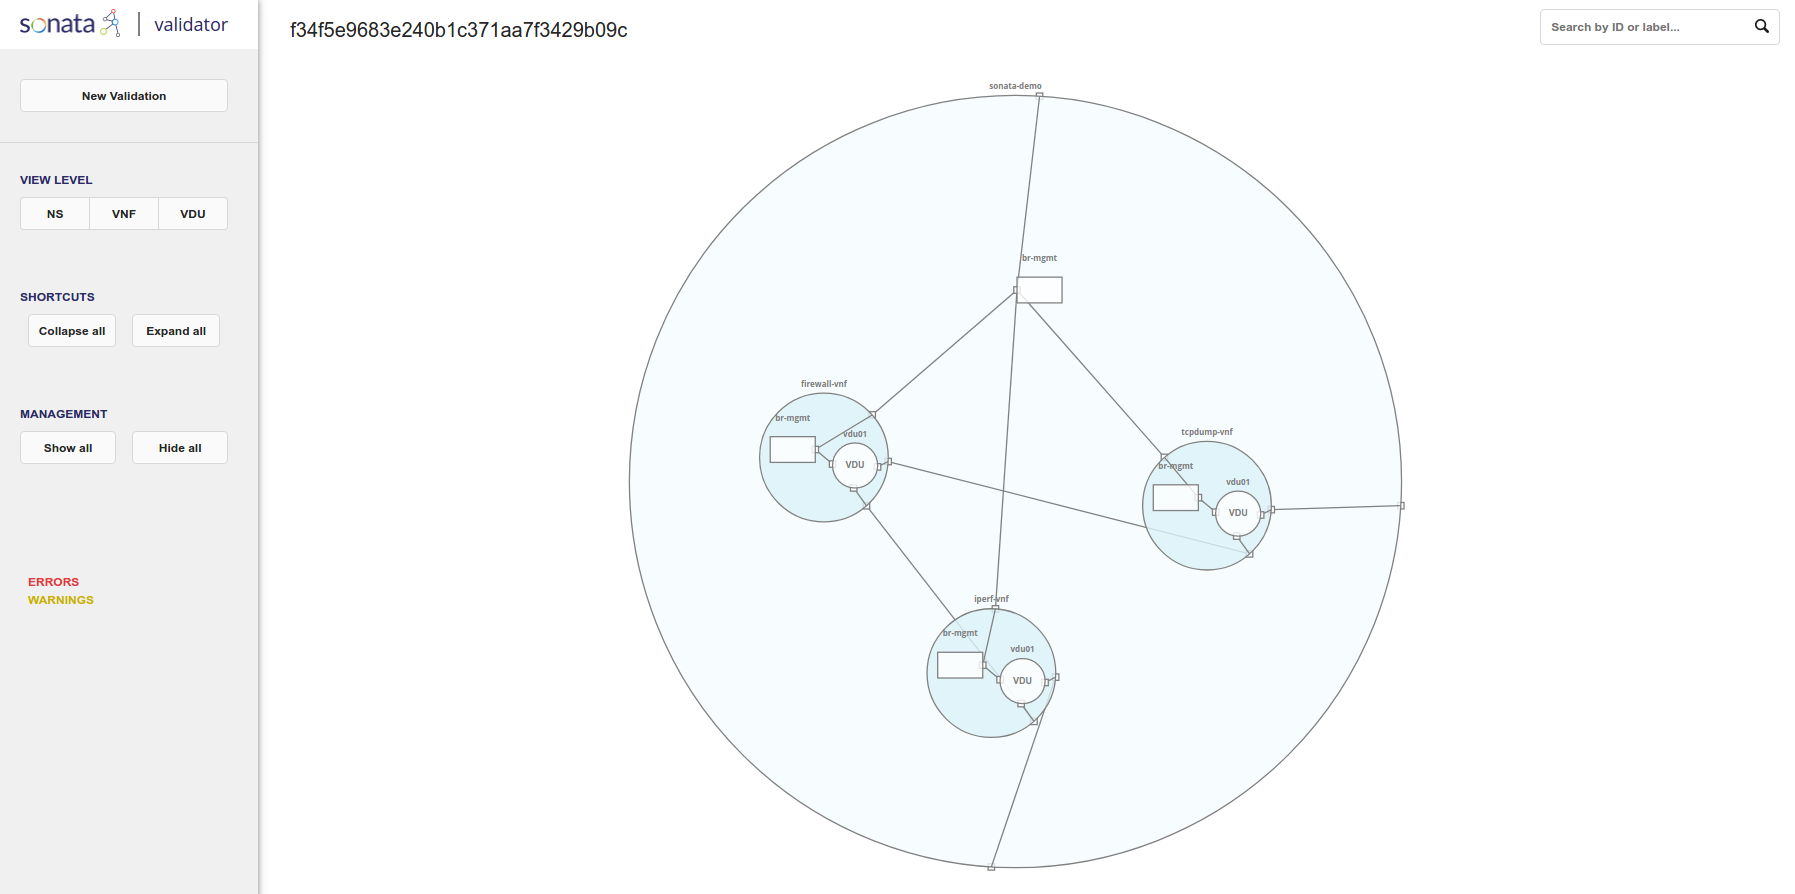 sonata | validator
f34f5e9683e240b1c371aa7f3429b09c
Search by ID or label...
New Validation
VIEW LEVEL
NS VNF VDU
SHORTCUTS
Collapse all Expand all
MANAGEMENT
Show all Hide all
ERRORS
WARNINGS
sonata-demo
br-mgmt
firewall-vnf
br-mgmt
vdu01
VDU
tcpdump-vnf
br-mgmt
vdu01
VDU
iperf-vnf
br-mgmt
vdu01
VDU